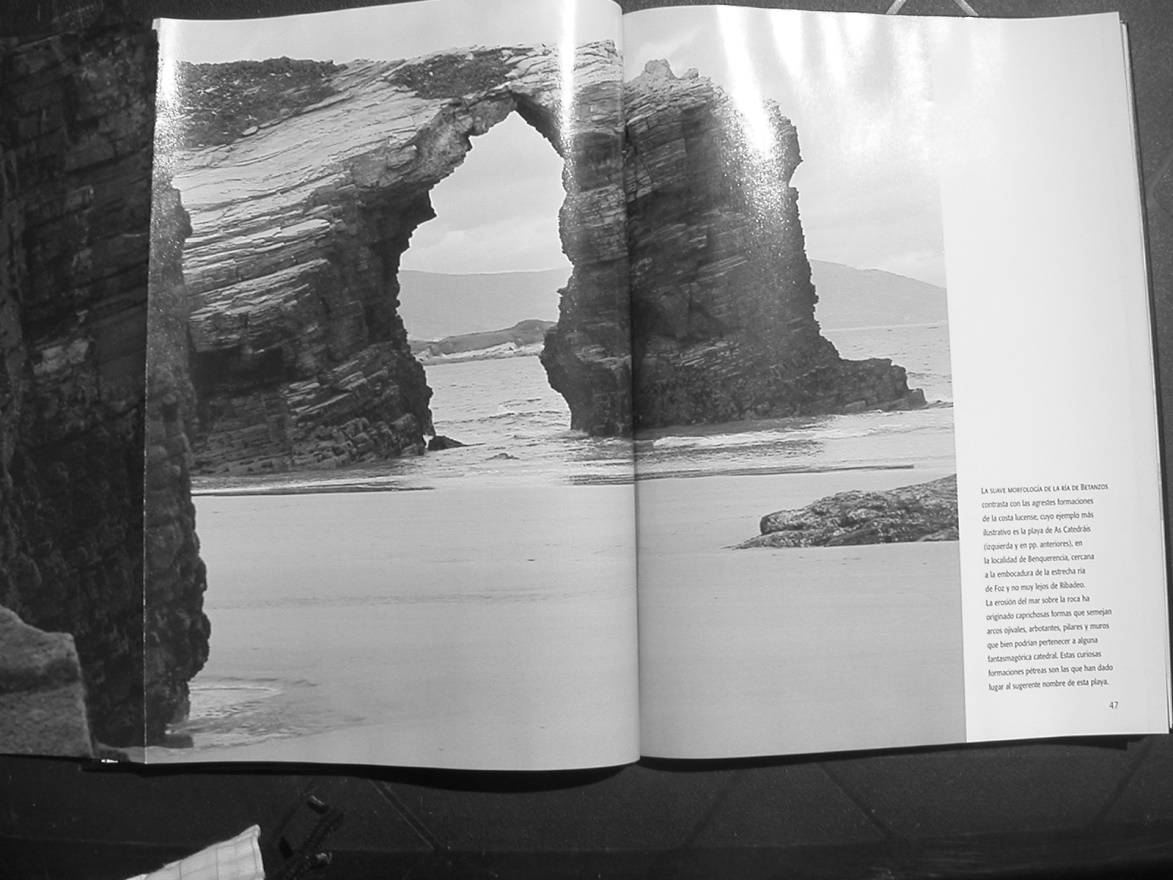 LA SUAVE MORFOLOGÍA DE LA RÍA DE BETANZOS
contrasta con las agrestes formaciones
de la costa lucense, cuyo ejemplo más
ilustrativo es la playa de As Catedráis
(izquierda y en pp. anteriores), en
la localidad de Benquerencia, cercana
a la embocadura de la estrecha ría
de Foz y no muy lejos de Ribadeo.
La erosión del mar sobre la roca ha
originado caprichosas formas que semejan
arcos ojivales, arbotantes, pilares y muros
que bien podrían pertenecer a alguna
fantasmagórica catedral. Estas curiosas
formaciones pétreas son las que han dado
lugar al sugerente nombre de esta playa.
47